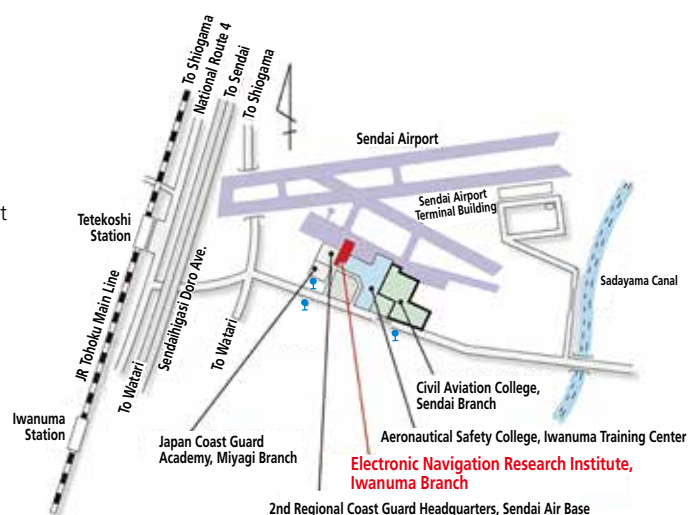 To Shiogama
National Route 4
To Sendai
To Shiogama
Sendai Airport
rt
Sendai Airport
Terminal Building
Tetekoshi
Station
Sadayama Canal
JR Tohoku Main Line
Sendaihigasi Doro Ave.
To Watari
To Watari
Iwanuma
Station
Civil Aviation College,
Sendai Branch
Japan Coast Guard
Academy, Miyagi Branch
Aeronautical Safety College, Iwanuma Training Center
Electronic Navigation Research Institute,
Iwanuma Branch
2nd Regional Coast Guard Headquarters, Sendai Air Base